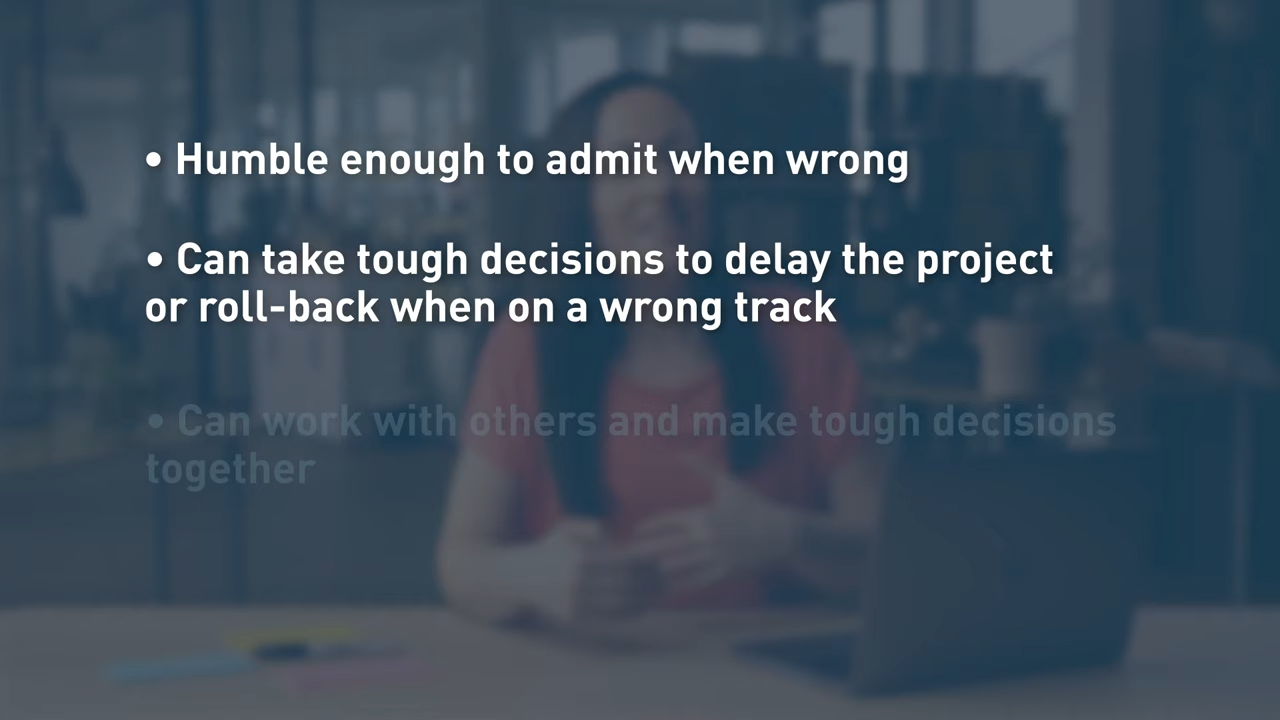 • Humble enough to admit when wrong
• Can take tough decisions to delay the project
or roll-back when on a wrong track
• Can work with others and make tough decisions
together